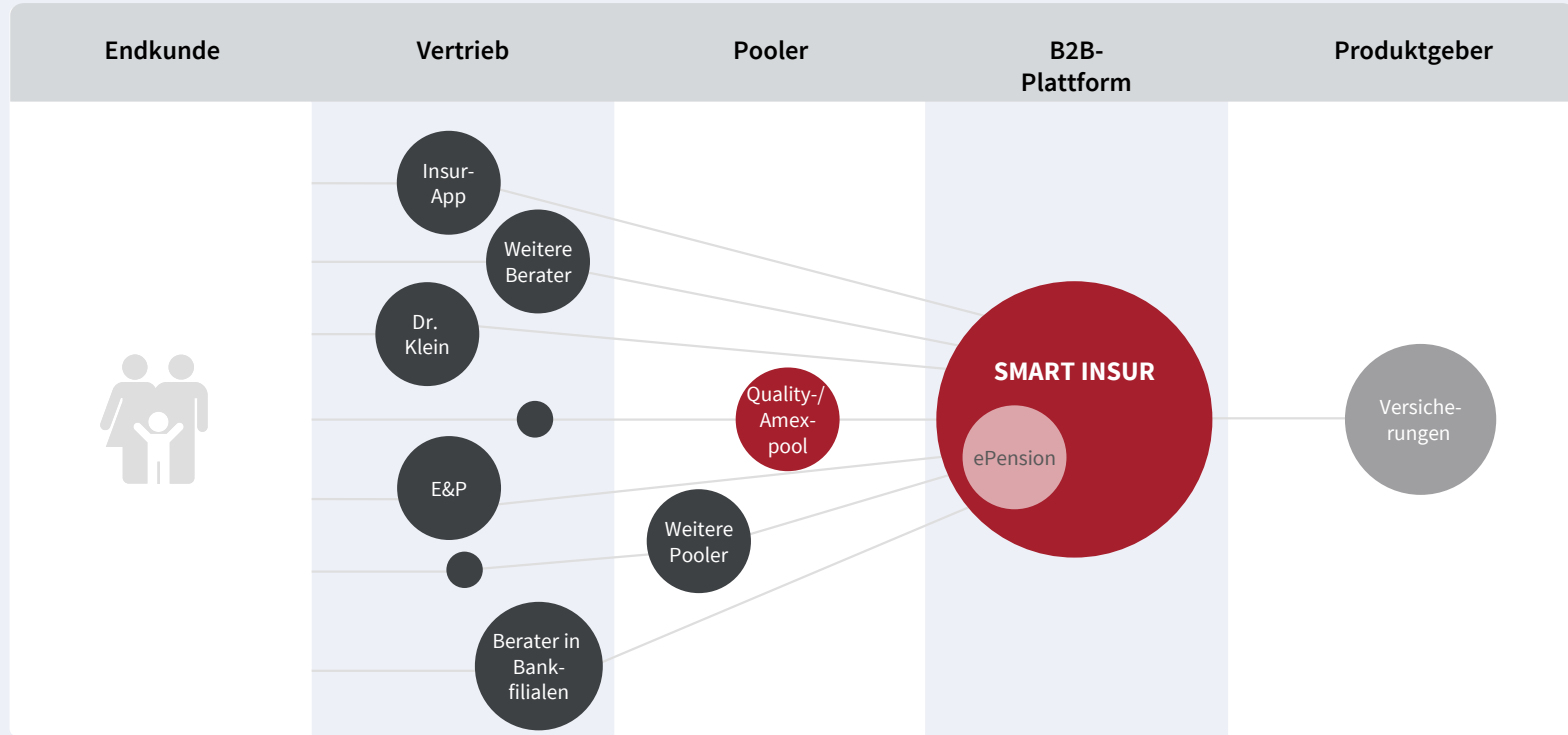 Endkunde
Vertrieb
Pooler
B2B-
Plattform
Produktgeber
Insur-
App
Weitere
Berater
Dr.
Klein
E&P
Berater in
Bank-
filialen
Quality-/
Amex-
pool
Weitere
Pooler
SMART INSUR
ePension
Versiche-
rungen